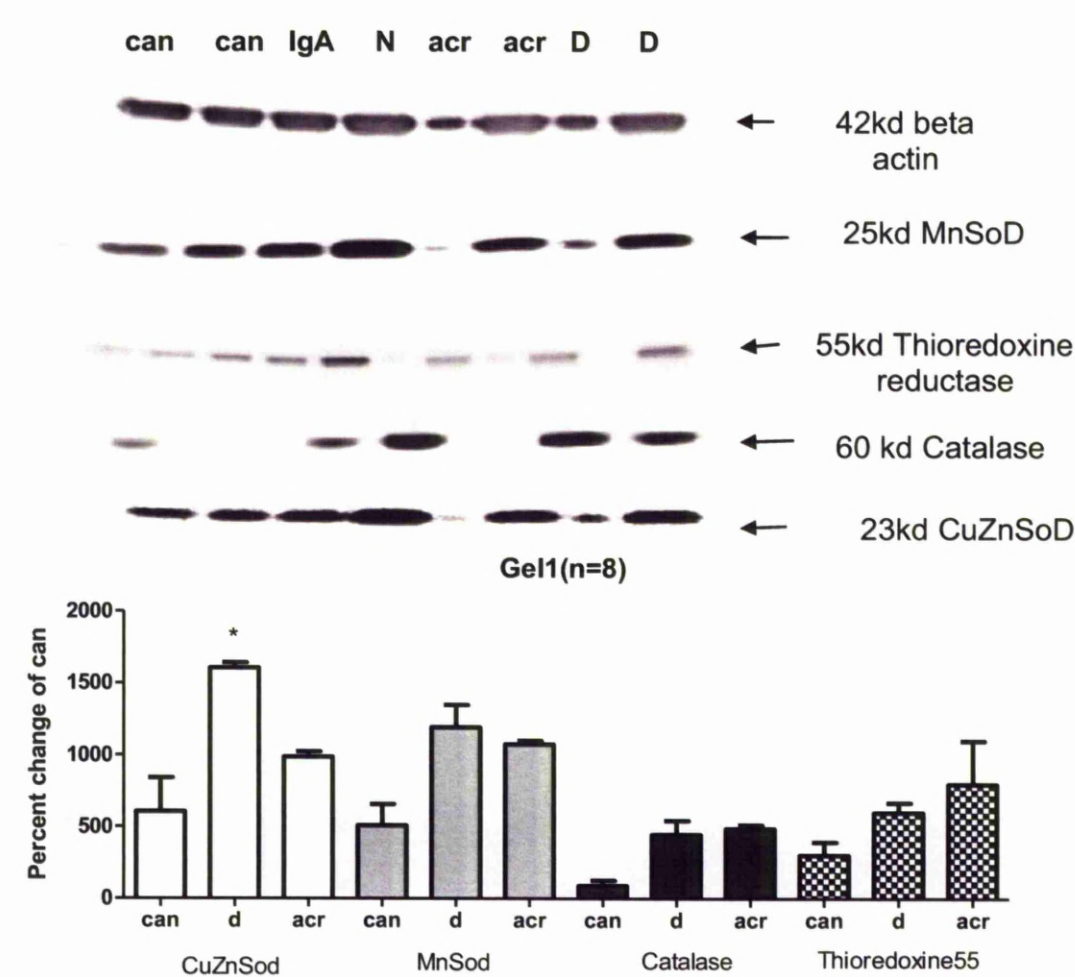 can can IgA N acr acr D D
42kd beta
actin
25kd MnSoD
55kd Thioredoxine
reductase
60 kd Catalase
23kd CuZnSoD
Gel1(n=8)
Percent change of can
2000
*
1500
1000
500
0
can d acr can d acr can d acr can d acr
CuZnSod MnSod Catalase Thioredoxine55